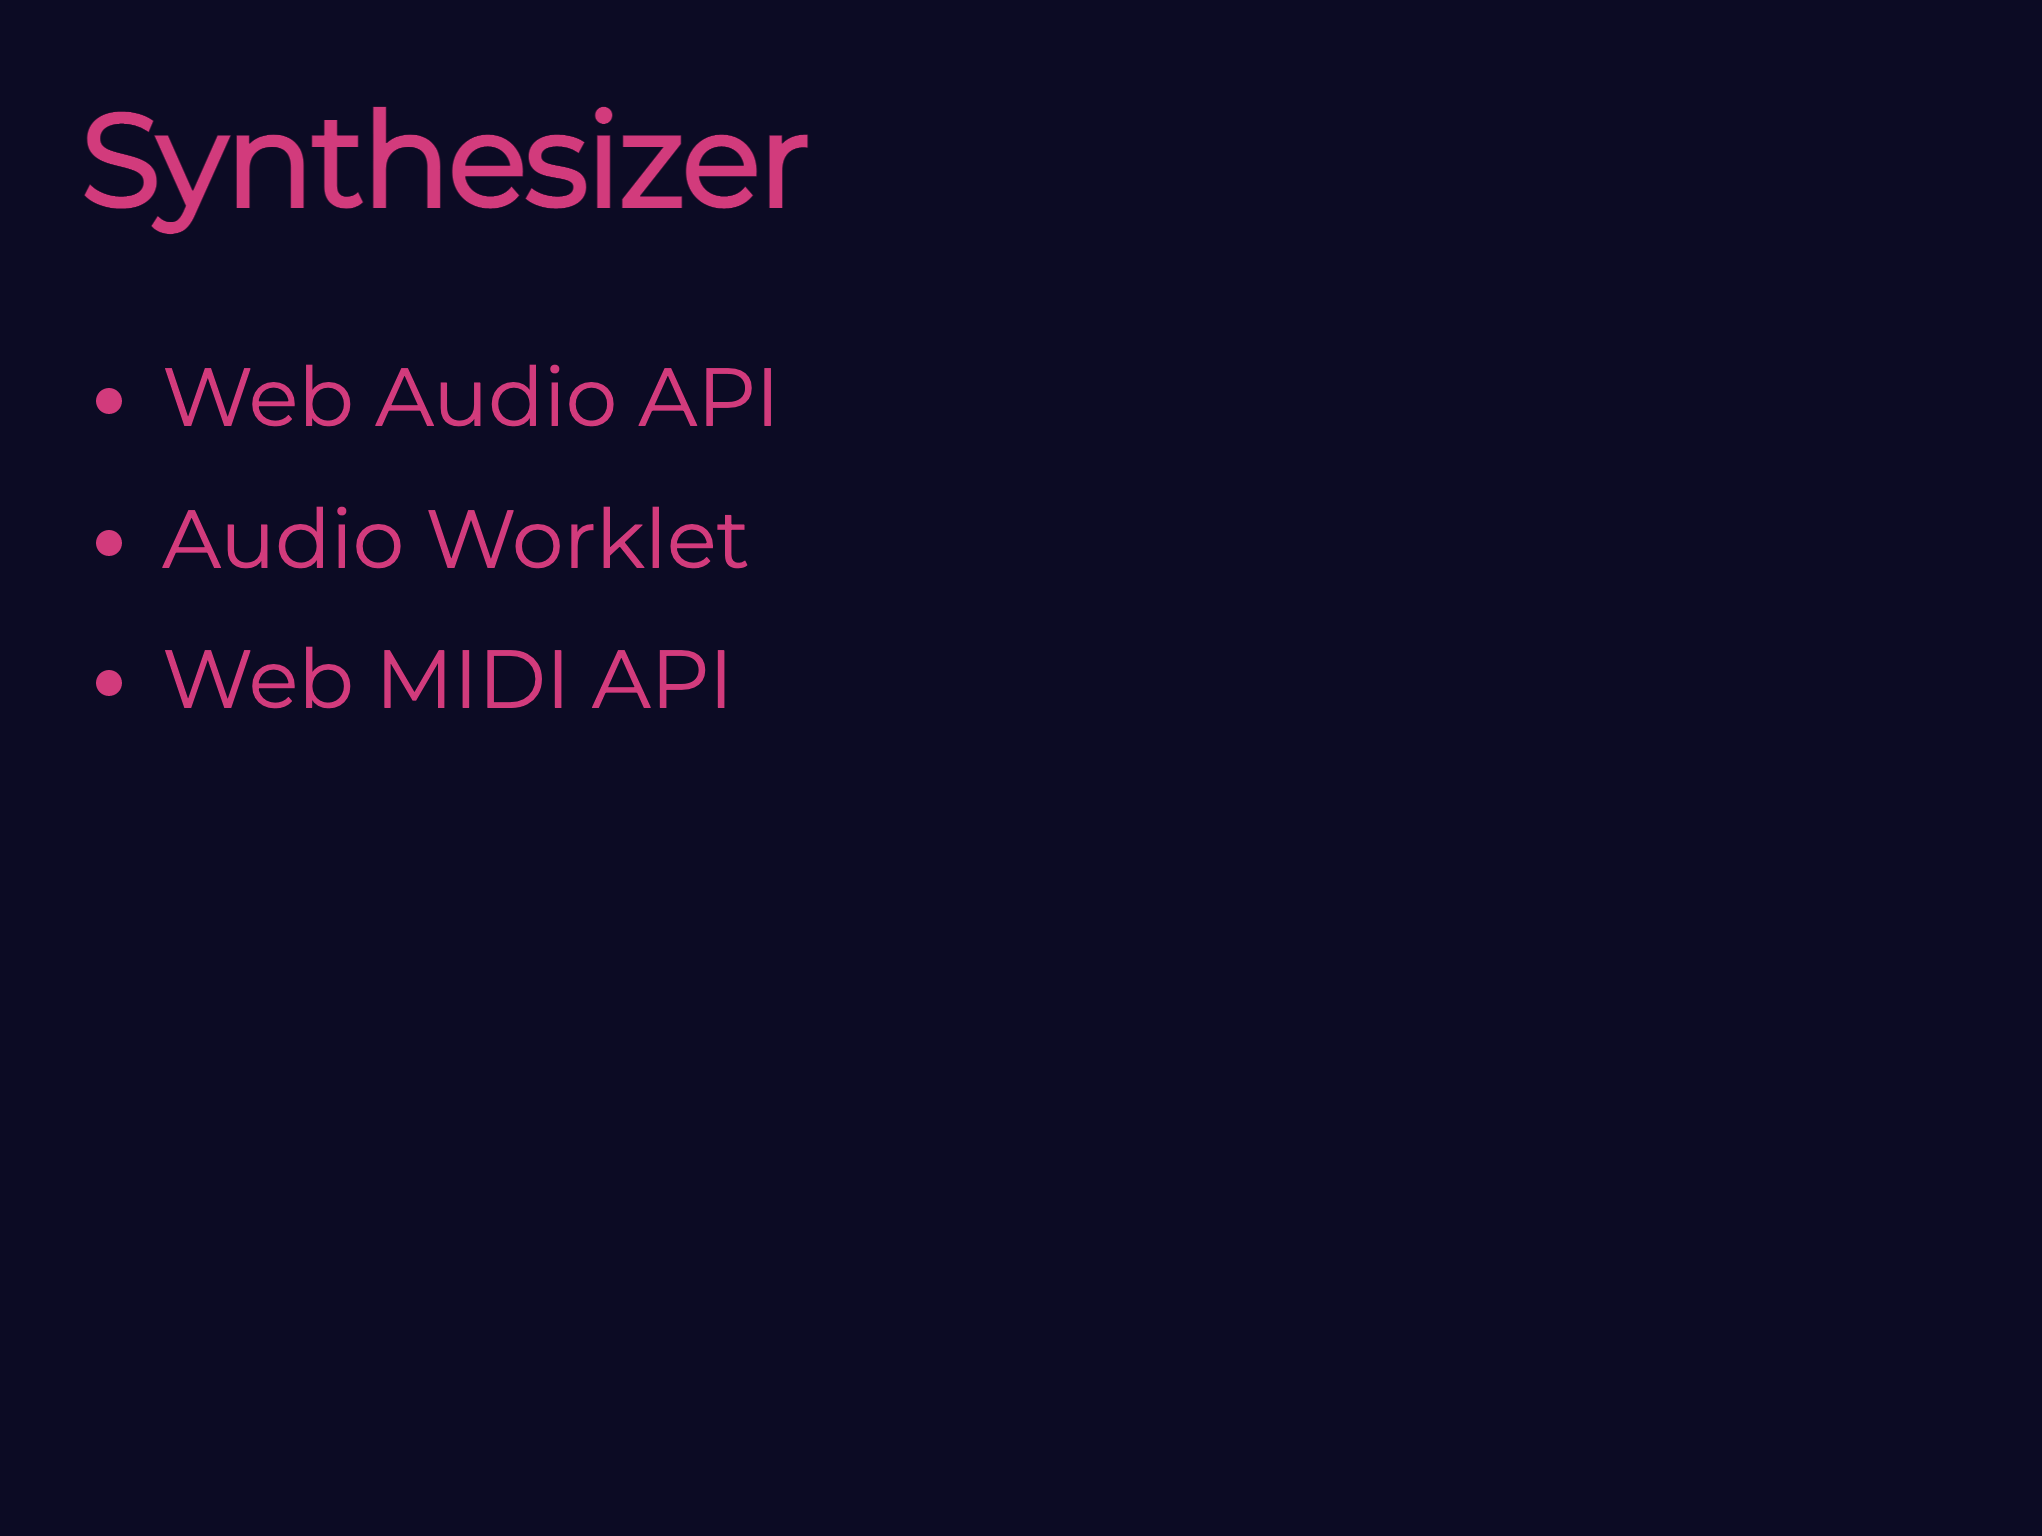 Synthesizer
• Web Audio API
• Audio Worklet
• Web MIDI API